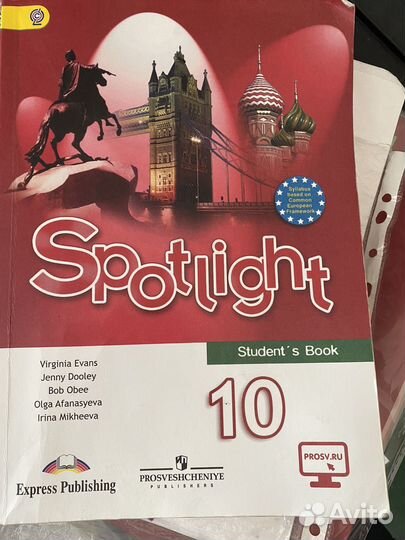 Syllabus
based on
Common
European
Framework
Spotlight
Student´s Book
Virginia Evans
Jenny Dooley
Bob Obee
Olga Afanasyeva
Irina Mikheeva
10
PROSV.RU
Express Publishing
PROSVESHCHENIYE
PUBLISHERS
Avito